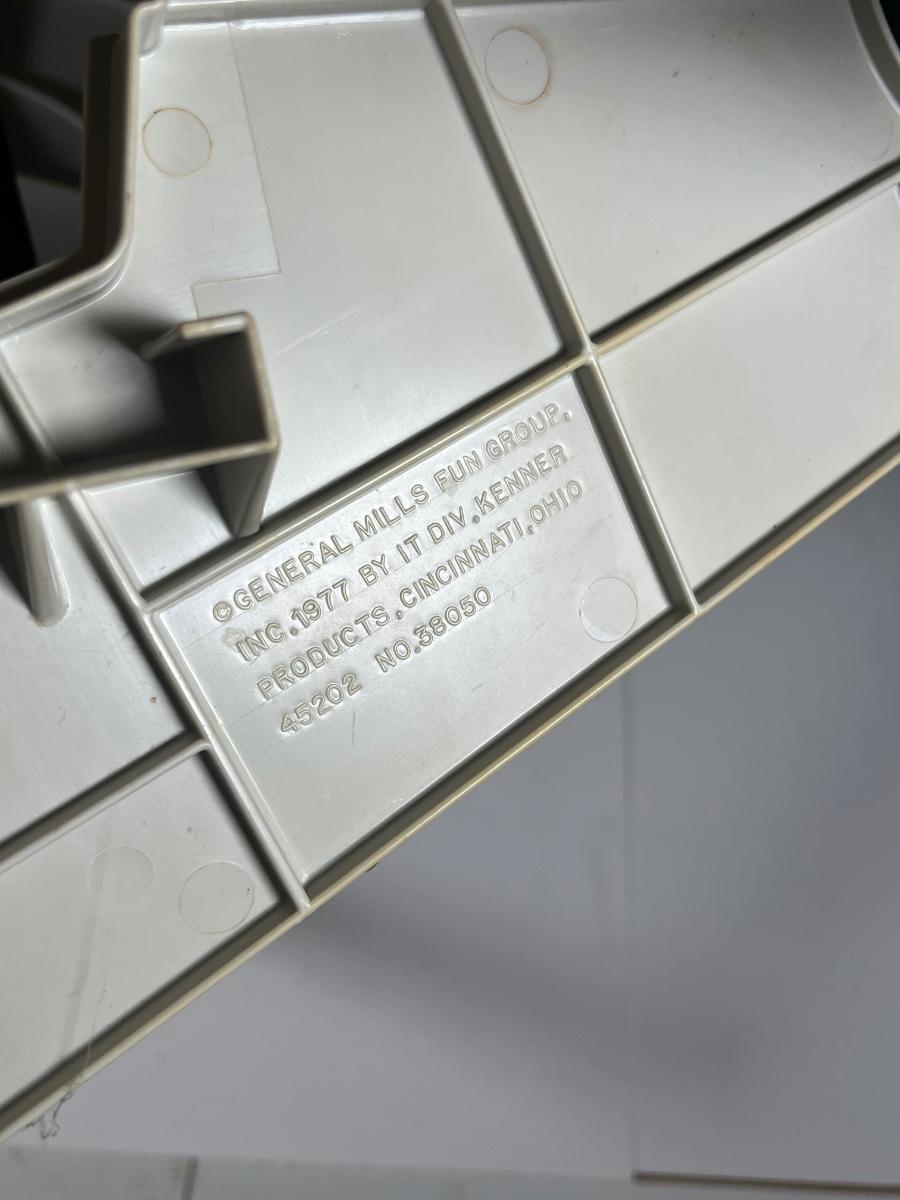 ©GENERAL MILLS FUN GROUP,
INC.1977 BY IT DIV.KENNER
PRODUCTS,CINCINNATI,OHIO
45202 NO.38050